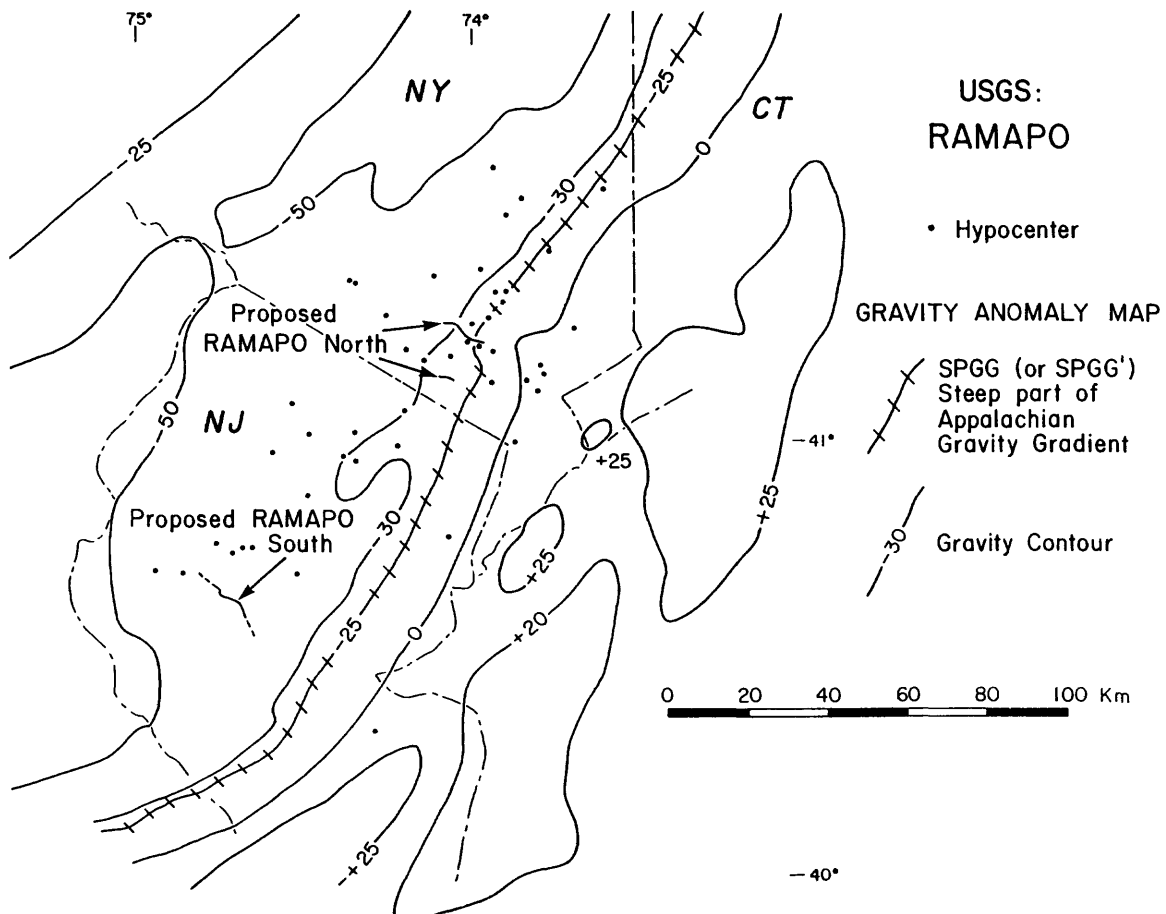 75°
74°
NY
CT
USGS:
RAMAPO
-25
-25
0
-50
-30
• Hypocenter
Proposed
RAMAPO North
GRAVITY ANOMALY MAP
SPGG (or SPGG')
Steep part of
Appalachian
Gravity Gradient
-50
NJ
-41°
+25
+25
-30
Proposed RAMAPO
South
-30
Gravity Contour
+25
-25
0
+20
0 20 40 60 80 100 Km
-+25
-40°